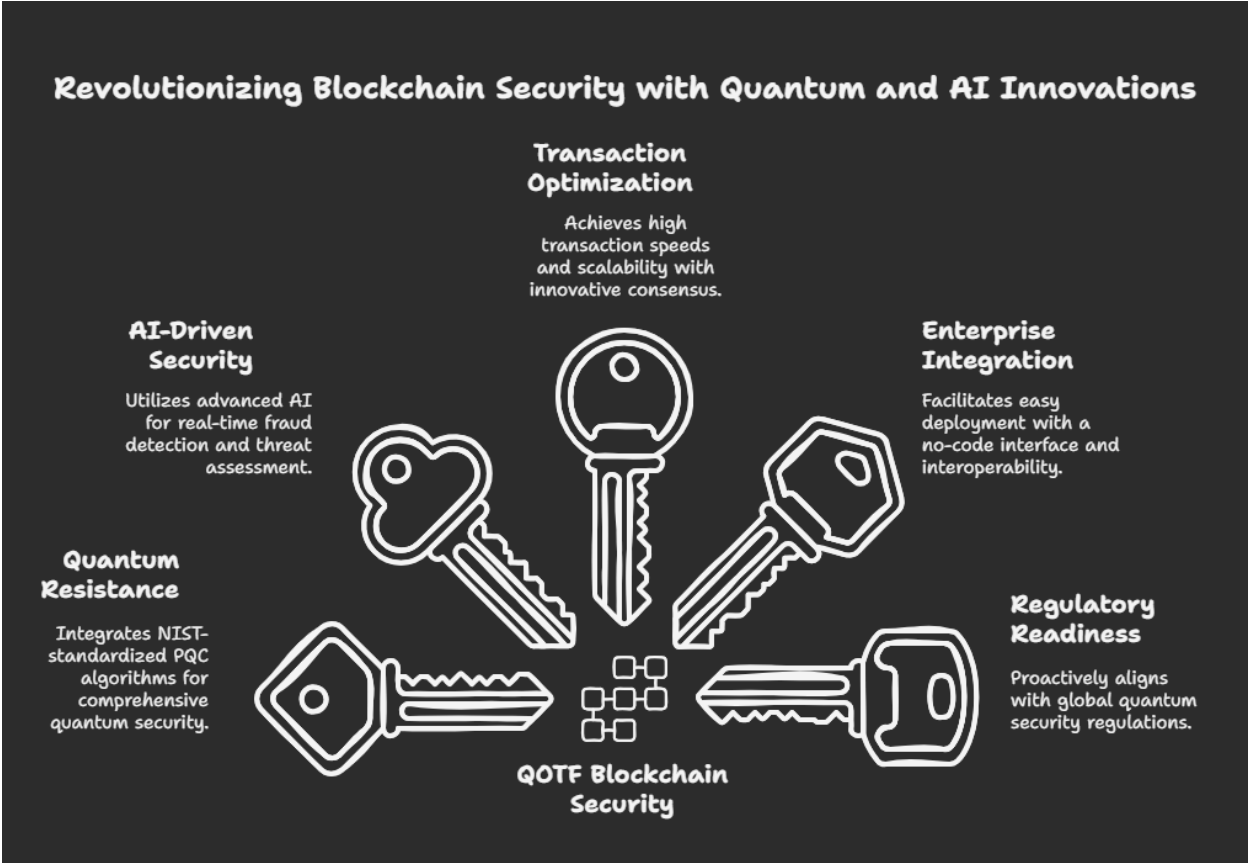 Revolutionizing Blockchain Security with Quantum and AI Innovations
Transaction
Optimization
Achieves high
transaction speeds
and scalability with
innovative consensus.
AI-Driven
Security
Utilizes advanced AI
for real-time fraud
detection and threat
assessment.
Enterprise
Integration
Facilitates easy
deployment with a
no-code interface and
interoperability.
Quantum
Resistance
Integrates NIST-
standardized PQC
algorithms for
comprehensive
quantum security.
Regulatory
Readiness
Proactively aligns
with global quantum
security regulations.
QOTF Blockchain
Security